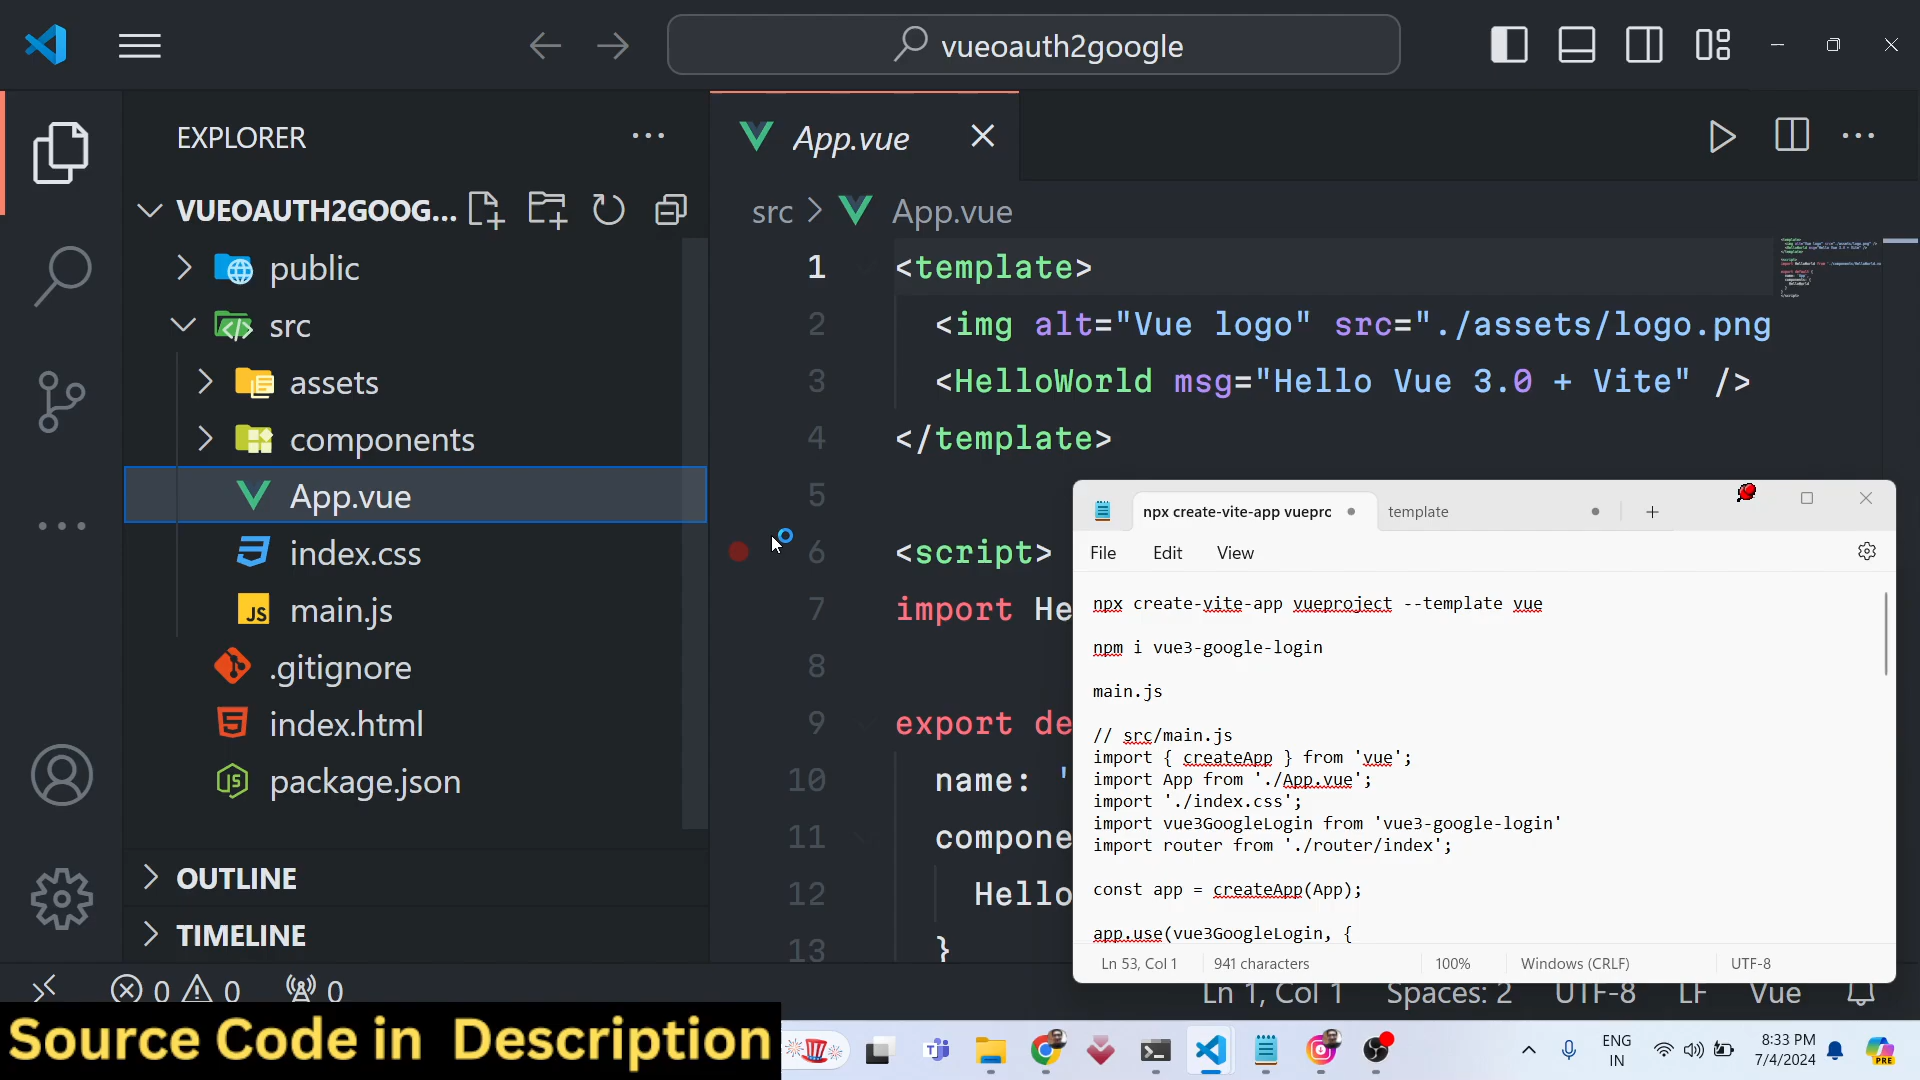 vueoauth2google
EXPLORER
VUEOAUTH2GOOG...
public
src
assets
components
App.vue
index.css
main.js
.gitignore
index.html
package.json
OUTLINE
TIMELINE
App.vue
src > App.vue
1 <template>
2 <img alt="Vue logo" src="./assets/logo.png
3 <HelloWorld msg="Hello Vue 3.0 + Vite" />
4 </template>
5
6 <script>
7 import He
8
9 export de
10 name: '
11 compone
12 Hello
13 }
npx create-vite-app vueprc
template
File Edit View
npx create-vite-app vueproject --template vue
npm i vue3-google-login
main.js
// src/main.js
import { createApp } from 'vue';
import App from './App.vue';
import './index.css';
import vue3GoogleLogin from 'vue3-google-login'
import router from './router/index';
const app = createApp(App);
app.use(vue3GoogleLogin, {
Ln 53, Col 1 941 characters 100% Windows (CRLF) UTF-8
0 0 0
Ln 1, Col 1 Spaces: 2 UTF-8 LF Vue
Source Code in Description
ENG
IN
8:33 PM
7/4/2024
PRE